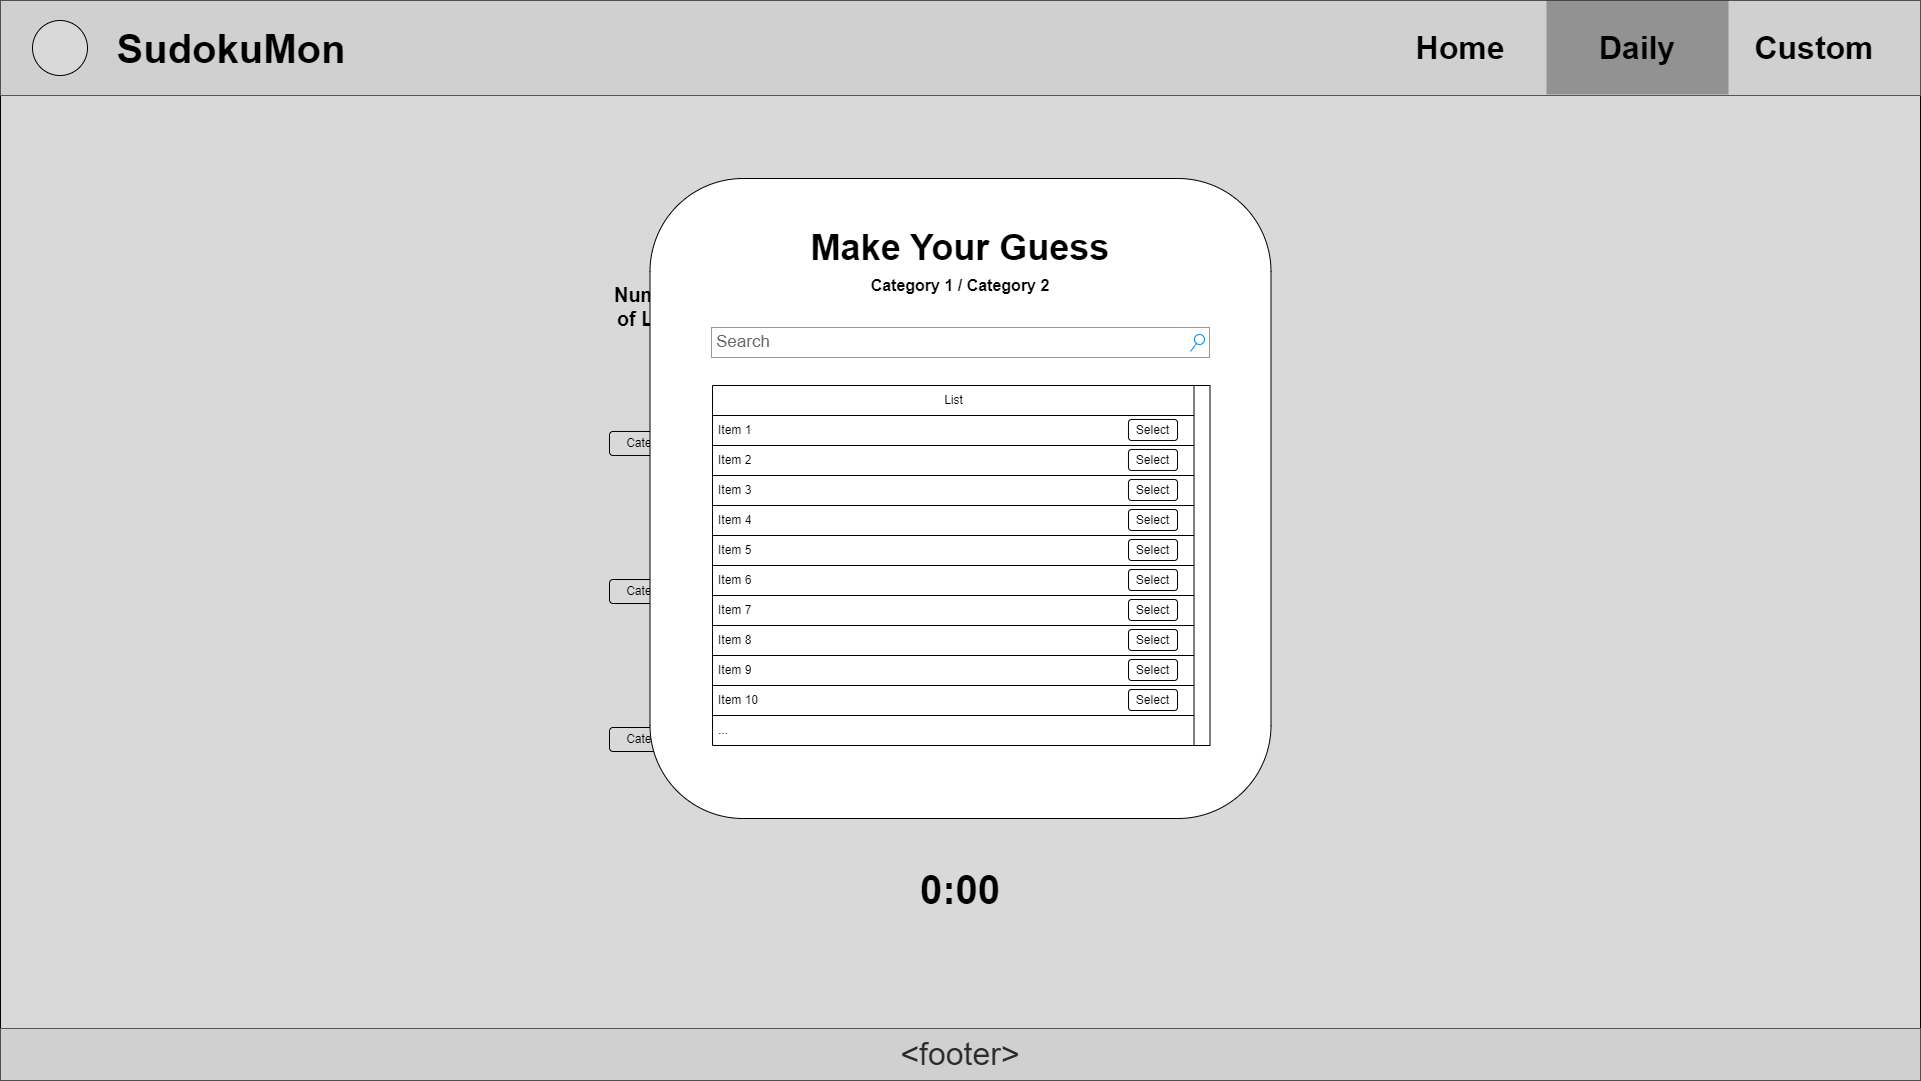 SudokuMon
Home
Daily
Custom
Make Your Guess
Category 1 / Category 2
Search
List
Item 1 Select
Item 2 Select
Item 3 Select
Item 4 Select
Item 5 Select
Item 6 Select
Item 7 Select
Item 8 Select
Item 9 Select
Item 10 Select
...
of L
Cate
Cate
Cate
0:00
<footer>